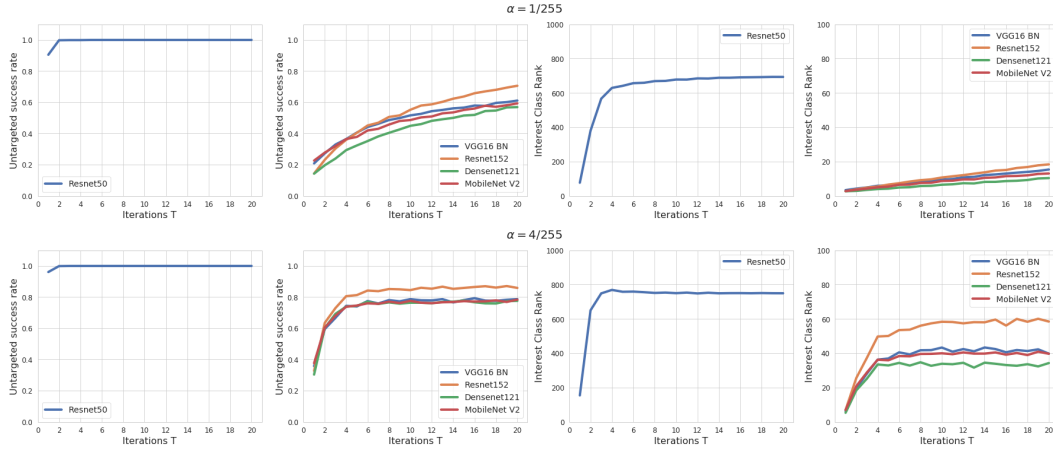 α = 1/255
Untargeted success rate
1.0
0.8
0.6
0.4
0.2
0.0
Resnet50
0 2 4 6 8 10 12 14 16 18 20
Iterations T
Untargeted success rate
1.0
0.8
0.6
0.4
0.2
0.0
VGG16 BN
Resnet152
Densenet121
MobileNet V2
0 2 4 6 8 10 12 14 16 18 20
Iterations T
Interest Class Rank
1000
800
600
400
200
0
Resnet50
0 2 4 6 8 10 12 14 16 18 20
Iterations T
Interest Class Rank
100
80
60
40
20
0
VGG16 BN
Resnet152
Densenet121
MobileNet V2
0 2 4 6 8 10 12 14 16 18 20
Iterations T
α = 4/255
Untargeted success rate
1.0
0.8
0.6
0.4
0.2
0.0
Resnet50
0 2 4 6 8 10 12 14 16 18 20
Iterations T
Untargeted success rate
1.0
0.8
0.6
0.4
0.2
0.0
VGG16 BN
Resnet152
Densenet121
MobileNet V2
0 2 4 6 8 10 12 14 16 18 20
Iterations T
Interest Class Rank
1000
800
600
400
200
0
Resnet50
0 2 4 6 8 10 12 14 16 18 20
Iterations T
Interest Class Rank
100
80
60
40
20
0
VGG16 BN
Resnet152
Densenet121
MobileNet V2
0 2 4 6 8 10 12 14 16 18 20
Iterations T